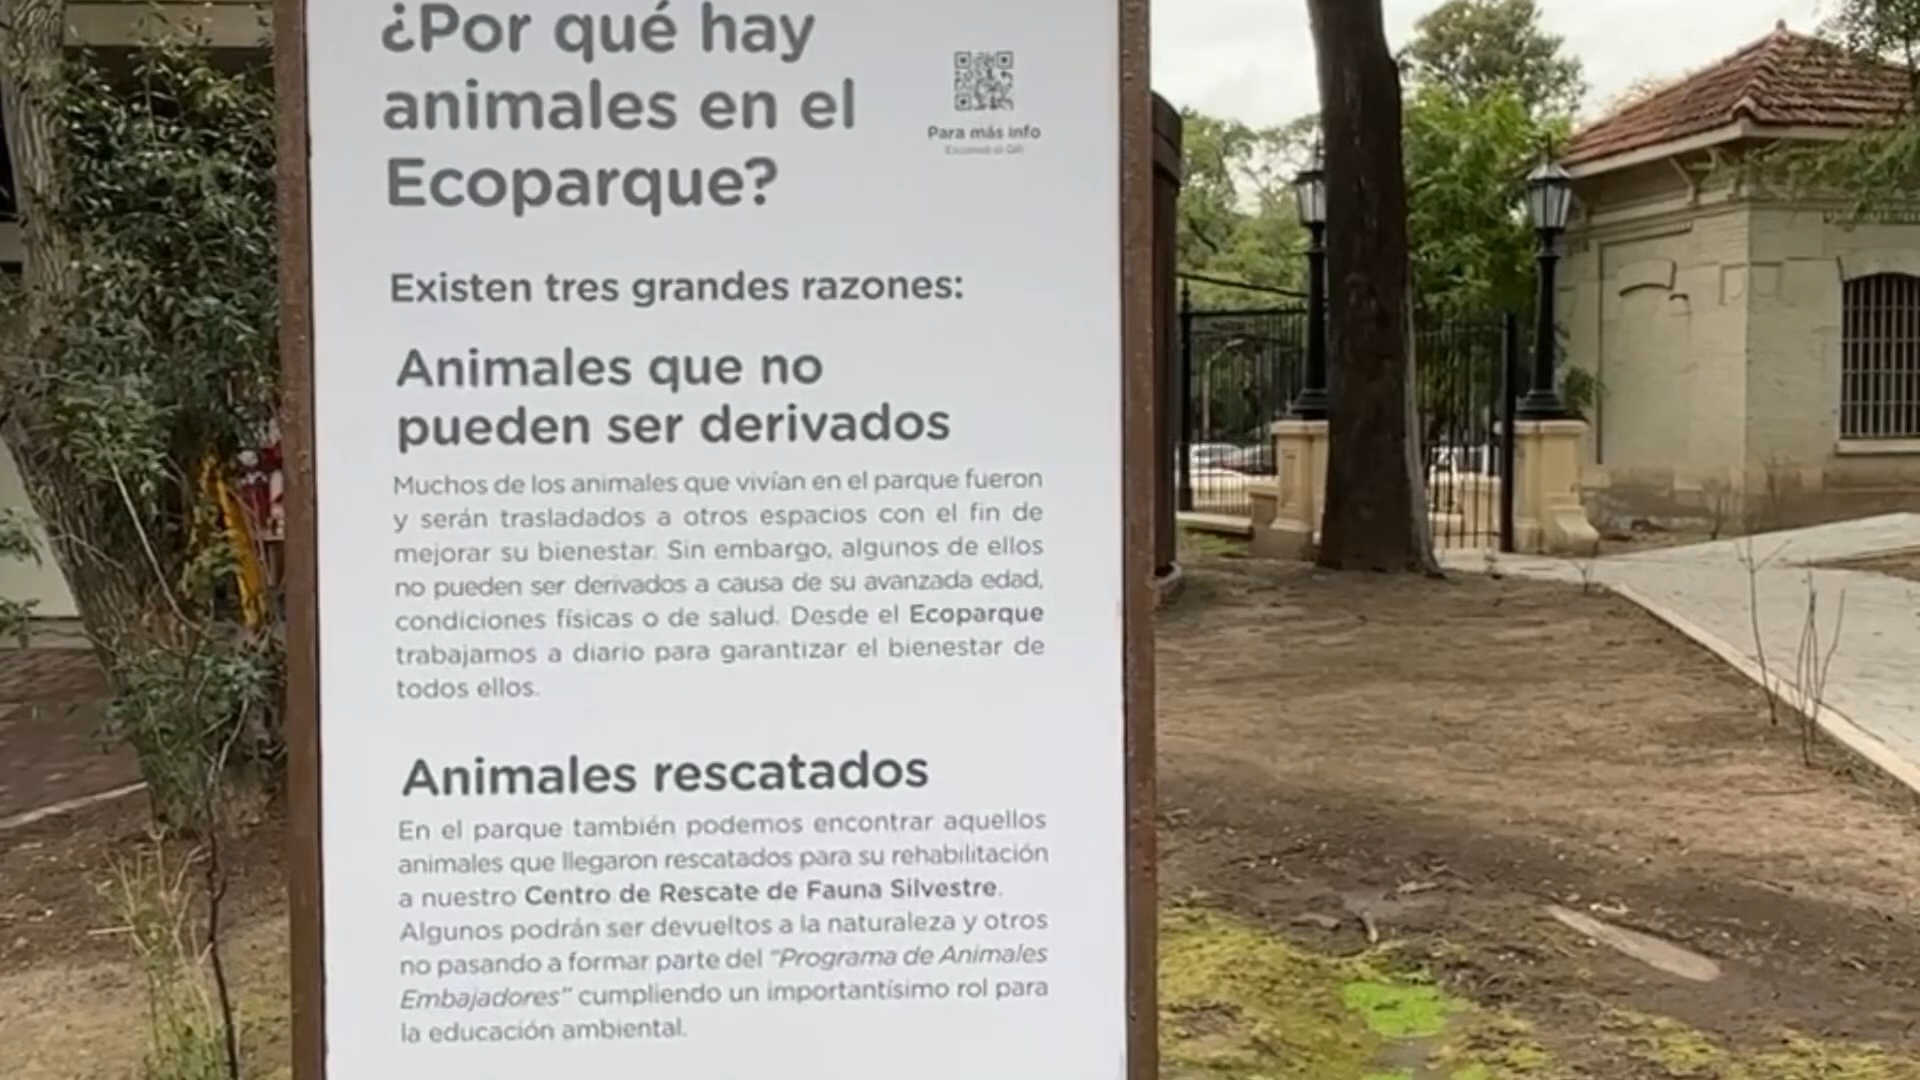 ¿Por qué hay
animales en el
Ecoparque?
Para más info
Escaneá el QR
Existen tres grandes razones:
Animales que no
pueden ser derivados
Muchos de los animales que vivían en el parque fueron
y serán trasladados a otros espacios con el fin de
mejorar su bienestar. Sin embargo, algunos de ellos
no pueden ser derivados a causa de su avanzada edad,
condiciones físicas o de salud. Desde el Ecoparque
trabajamos a diario para garantizar el bienestar de
todos ellos.
Animales rescatados
En el parque también podemos encontrar aquellos
animales que llegaron rescatados para su rehabilitación
a nuestro Centro de Rescate de Fauna Silvestre.
Algunos podrán ser devueltos a la naturaleza y otros
no pasando a formar parte del "Programa de Animales
Embajadores" cumpliendo un importantísimo rol para
la educación ambiental.